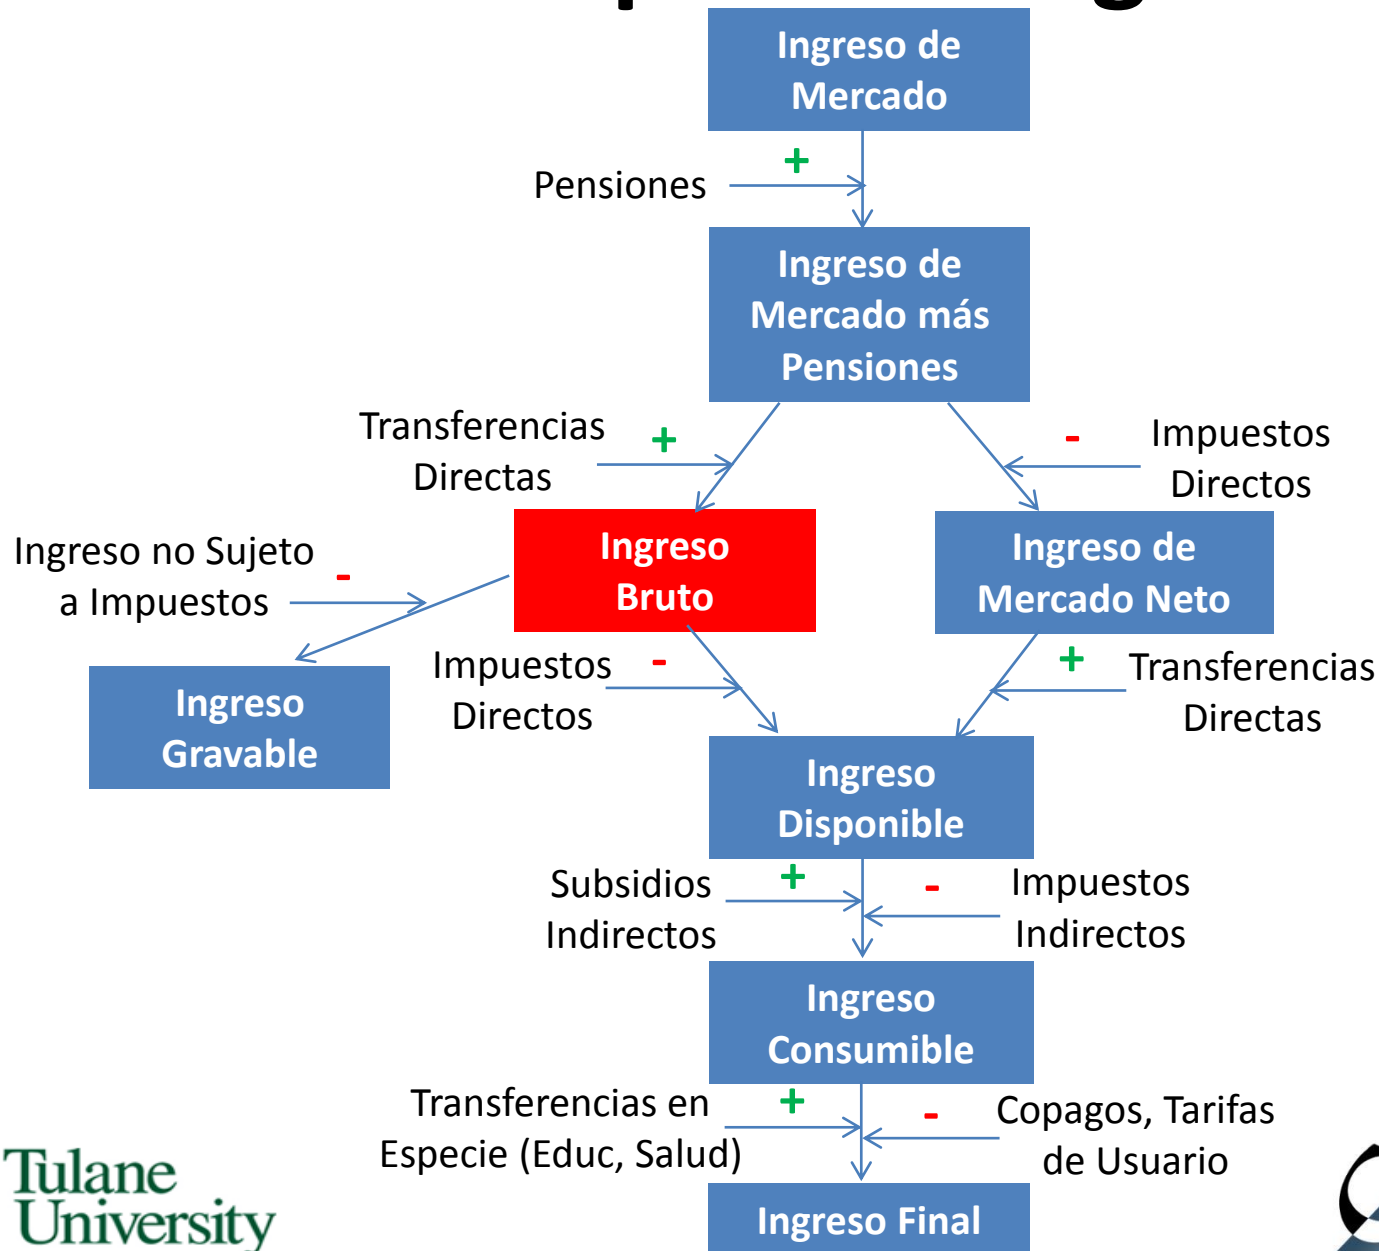 Ingreso de
Mercado
+
Pensiones
Ingreso de
Mercado más
Pensiones
Transferencias
Directas
+
-
Impuestos
Directos
Ingreso no Sujeto
a Impuestos
-
Ingreso
Bruto
Ingreso de
Mercado Neto
Ingreso
Gravable
Impuestos
Directos
-
+
Transferencias
Directas
Ingreso
Disponible
Subsidios
Indirectos
+
-
Impuestos
Indirectos
Ingreso
Consumible
Transferencias en
Especie (Educ, Salud)
+
-
Copagos, Tarifas
de Usuario
Ingreso Final
Tulane
University